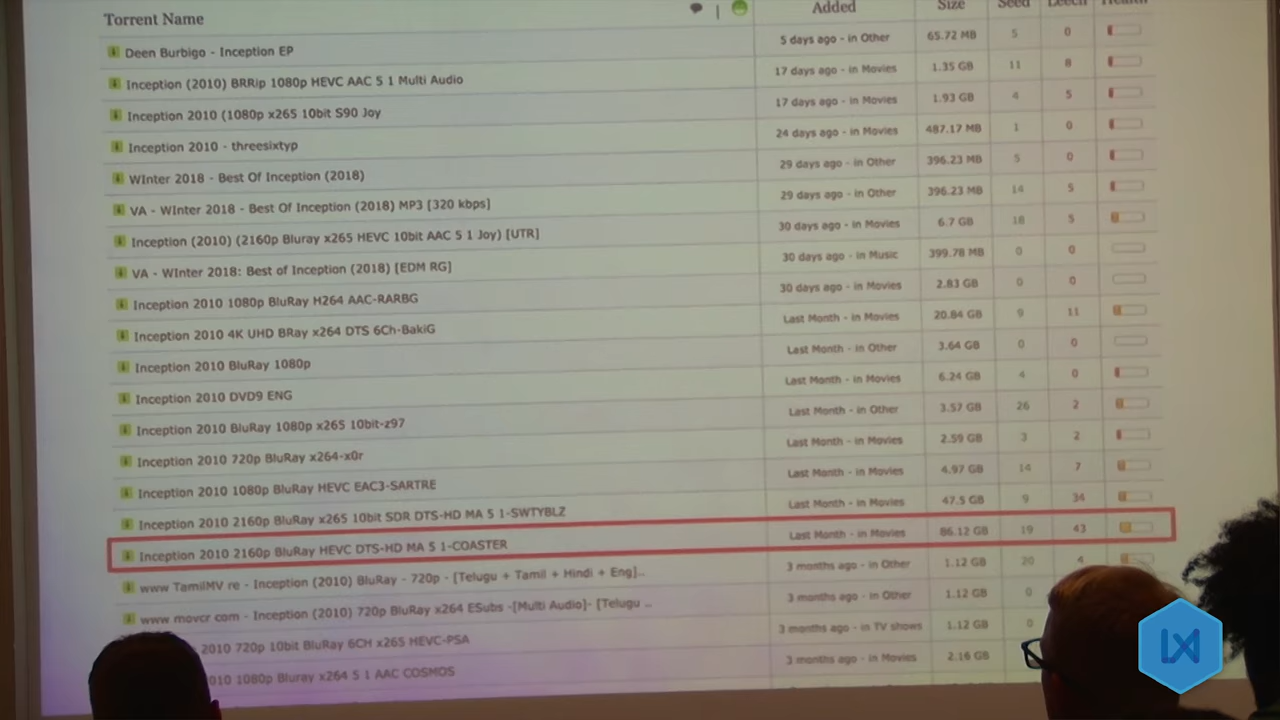 Torrent Name | Added Size Seed Leech Health
Deen Burbigo - Inception EP 5 days ago - in Other 65.72 MB 5 0
Inception (2010) BRRip 1080p HEVC AAC 5 1 Multi Audio 17 days ago - in Movies 1.35 GB 11 8
Inception 2010 (1080p x265 10bit S90 Joy 17 days ago - in Movies 1.93 GB 4 5
Inception 2010 - threesixtyp 24 days ago - in Movies 487.17 MB 1 0
WInter 2018 - Best Of Inception (2018) 29 days ago - in Other 396.23 MB 5 0
VA - WInter 2018 - Best Of Inception (2018) MP3 [320 kbps] 29 days ago - in Other 396.23 MB 14 5
Inception (2010) (2160p Bluray x265 HEVC 10bit AAC 5 1 Joy) [UTR] 30 days ago - in Movies 6.7 GB 18 5
VA - WInter 2018: Best of Inception (2018) [EDM RG] 30 days ago - in Music 399.78 MB 0 0
Inception 2010 1080p BluRay H264 AAC-RARBG 30 days ago - in Movies 2.83 GB 0 0
Inception 2010 4K UHD BRay x264 DTS 6Ch-BakiG Last Month - in Movies 20.84 GB 9 11
Inception 2010 BluRay 1080p Last Month - in Other 3.64 GB 0 0
Inception 2010 DVD9 ENG Last Month - in Movies 6.24 GB 4 0
Inception 2010 BluRay 1080p x265 10bit-z97 Last Month - in Other 3.57 GB 26 2
Inception 2010 720p BluRay x264-x0r Last Month - in Movies 2.59 GB 3 2
Inception 2010 1080p BluRay HEVC EAC3-SARTRE Last Month - in Movies 4.97 GB 14 7
Inception 2010 2160p BluRay x265 10bit SDR DTS-HD MA 5 1-SWTYBLZ Last Month - in Movies 47.5 GB 9 34
Inception 2010 2160p BluRay HEVC DTS-HD MA 5 1-COASTER Last Month - in Movies 86.12 GB 19 43
www TamilMV re - Inception (2010) BluRay - 720p - [Telugu + Tamil + Hindi + Eng].. 3 months ago - in Other 1.12 GB 20 4
www movcr com - Inception (2010) 720p BluRay x264 ESubs -[Multi Audio]- [Telugu ... 3 months ago - in Other 1.12 GB 0
2010 720p 10bit BluRay 6CH x265 HEVC-PSA 3 months ago - in TV shows 1.12 GB 0
010 1080p Bluray x264 5 1 AAC COSMOS 3 months ago - in Movies 2.16 GB